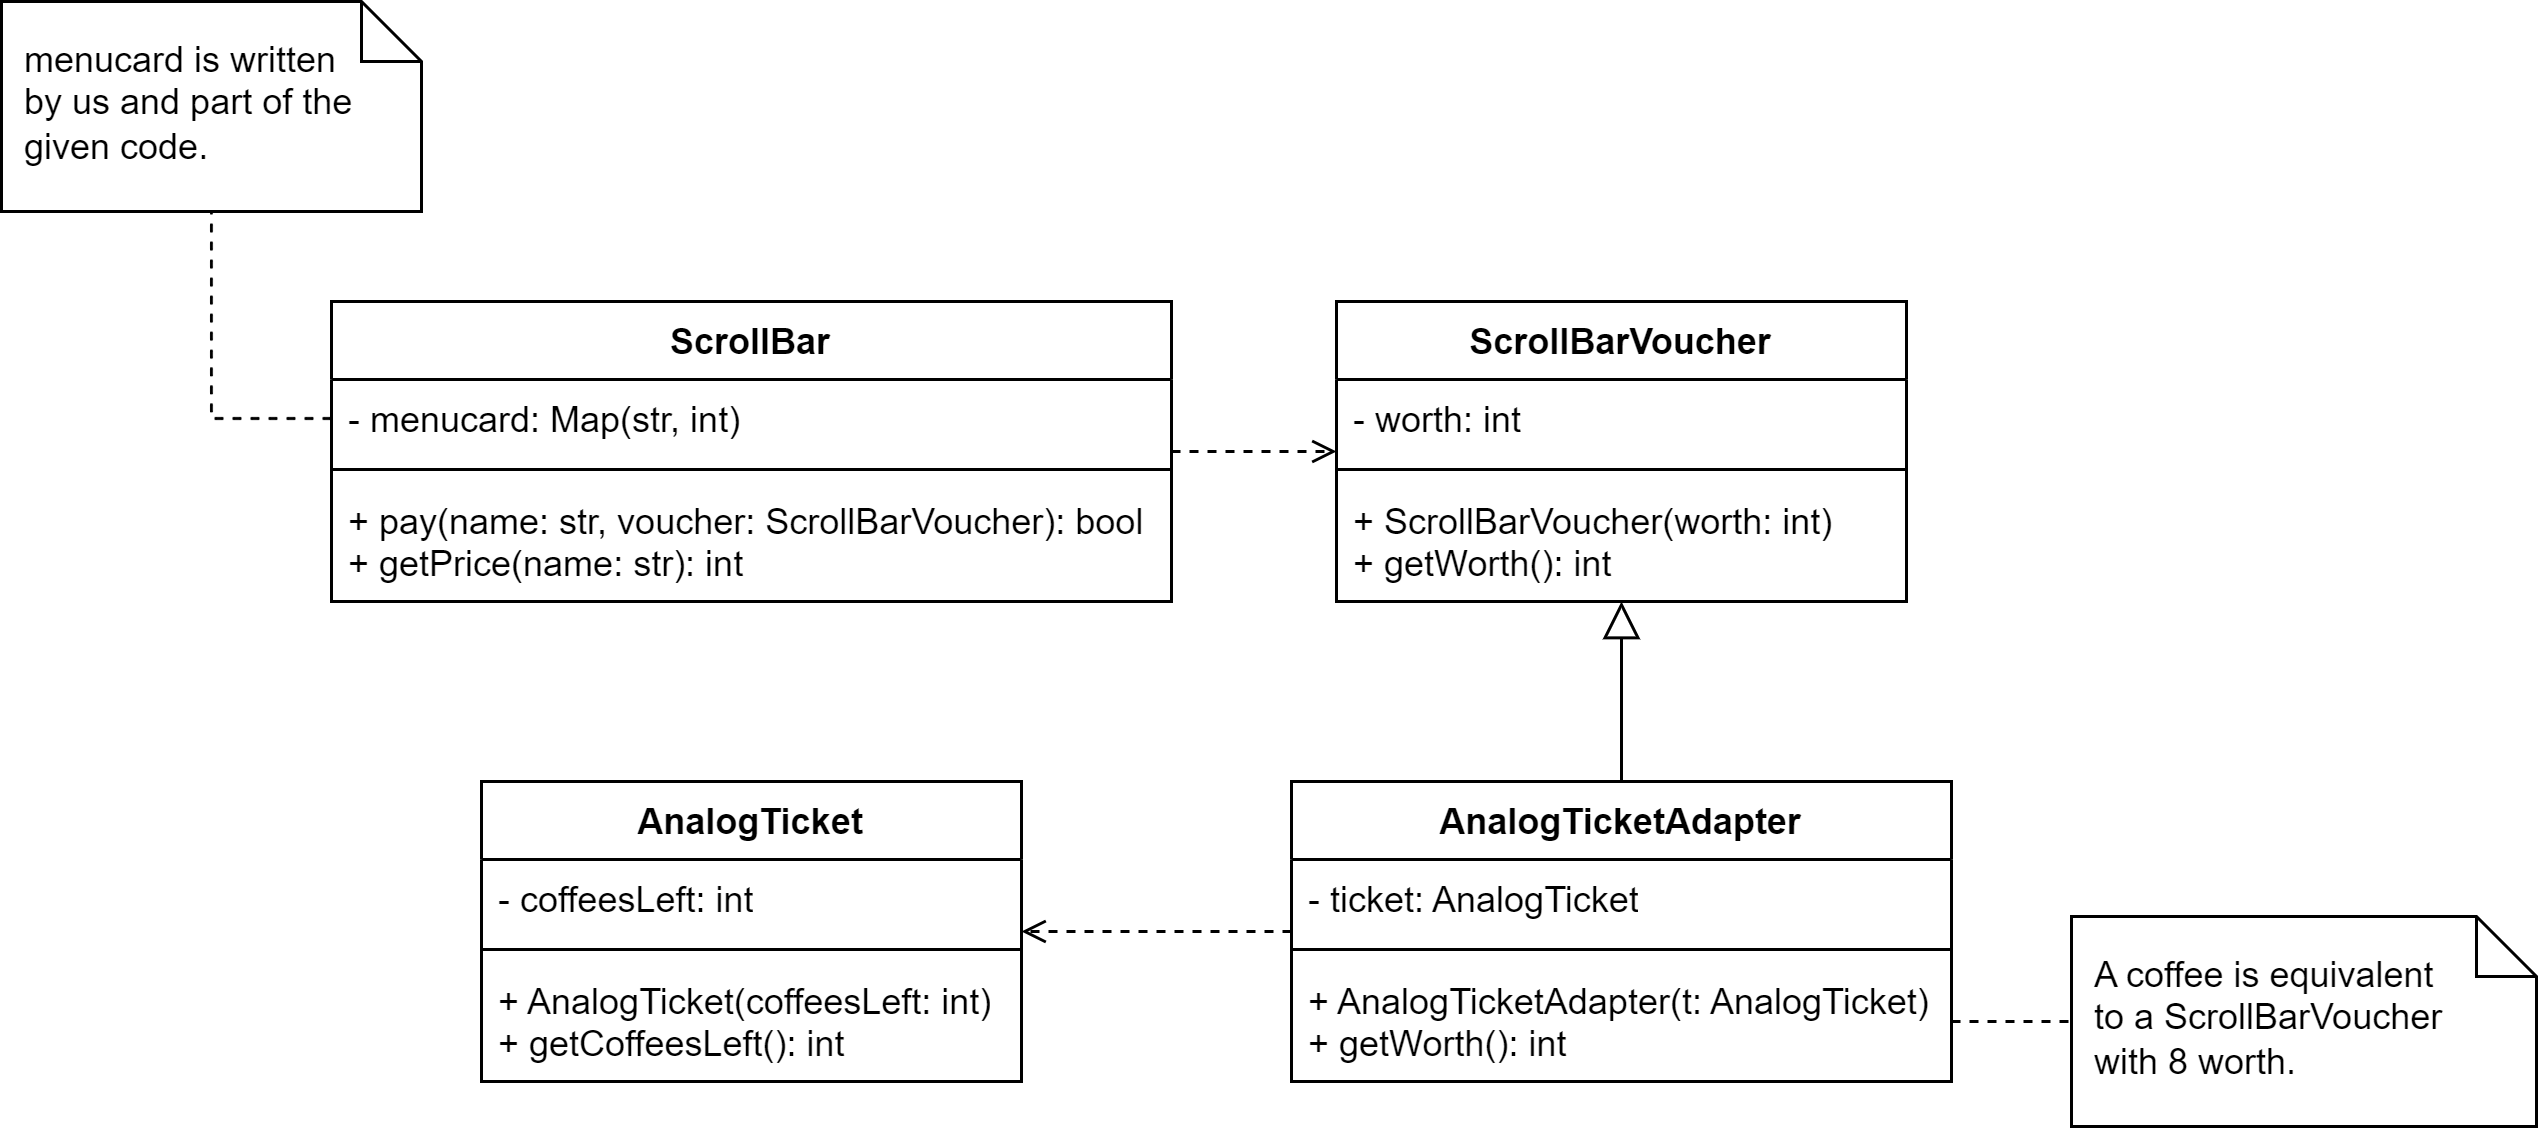 menucard is written
by us and part of the
given code.
ScrollBar
- menucard: Map(str, int)
+ pay(name: str, voucher: ScrollBarVoucher): bool
+ getPrice(name: str): int
ScrollBarVoucher
- worth: int
+ ScrollBarVoucher(worth: int)
+ getWorth(): int
AnalogTicket
- coffeesLeft: int
+ AnalogTicket(coffeesLeft: int)
+ getCoffeesLeft(): int
AnalogTicketAdapter
- ticket: AnalogTicket
+ AnalogTicketAdapter(t: AnalogTicket)
+ getWorth(): int
A coffee is equivalent
to a ScrollBarVoucher
with 8 worth.